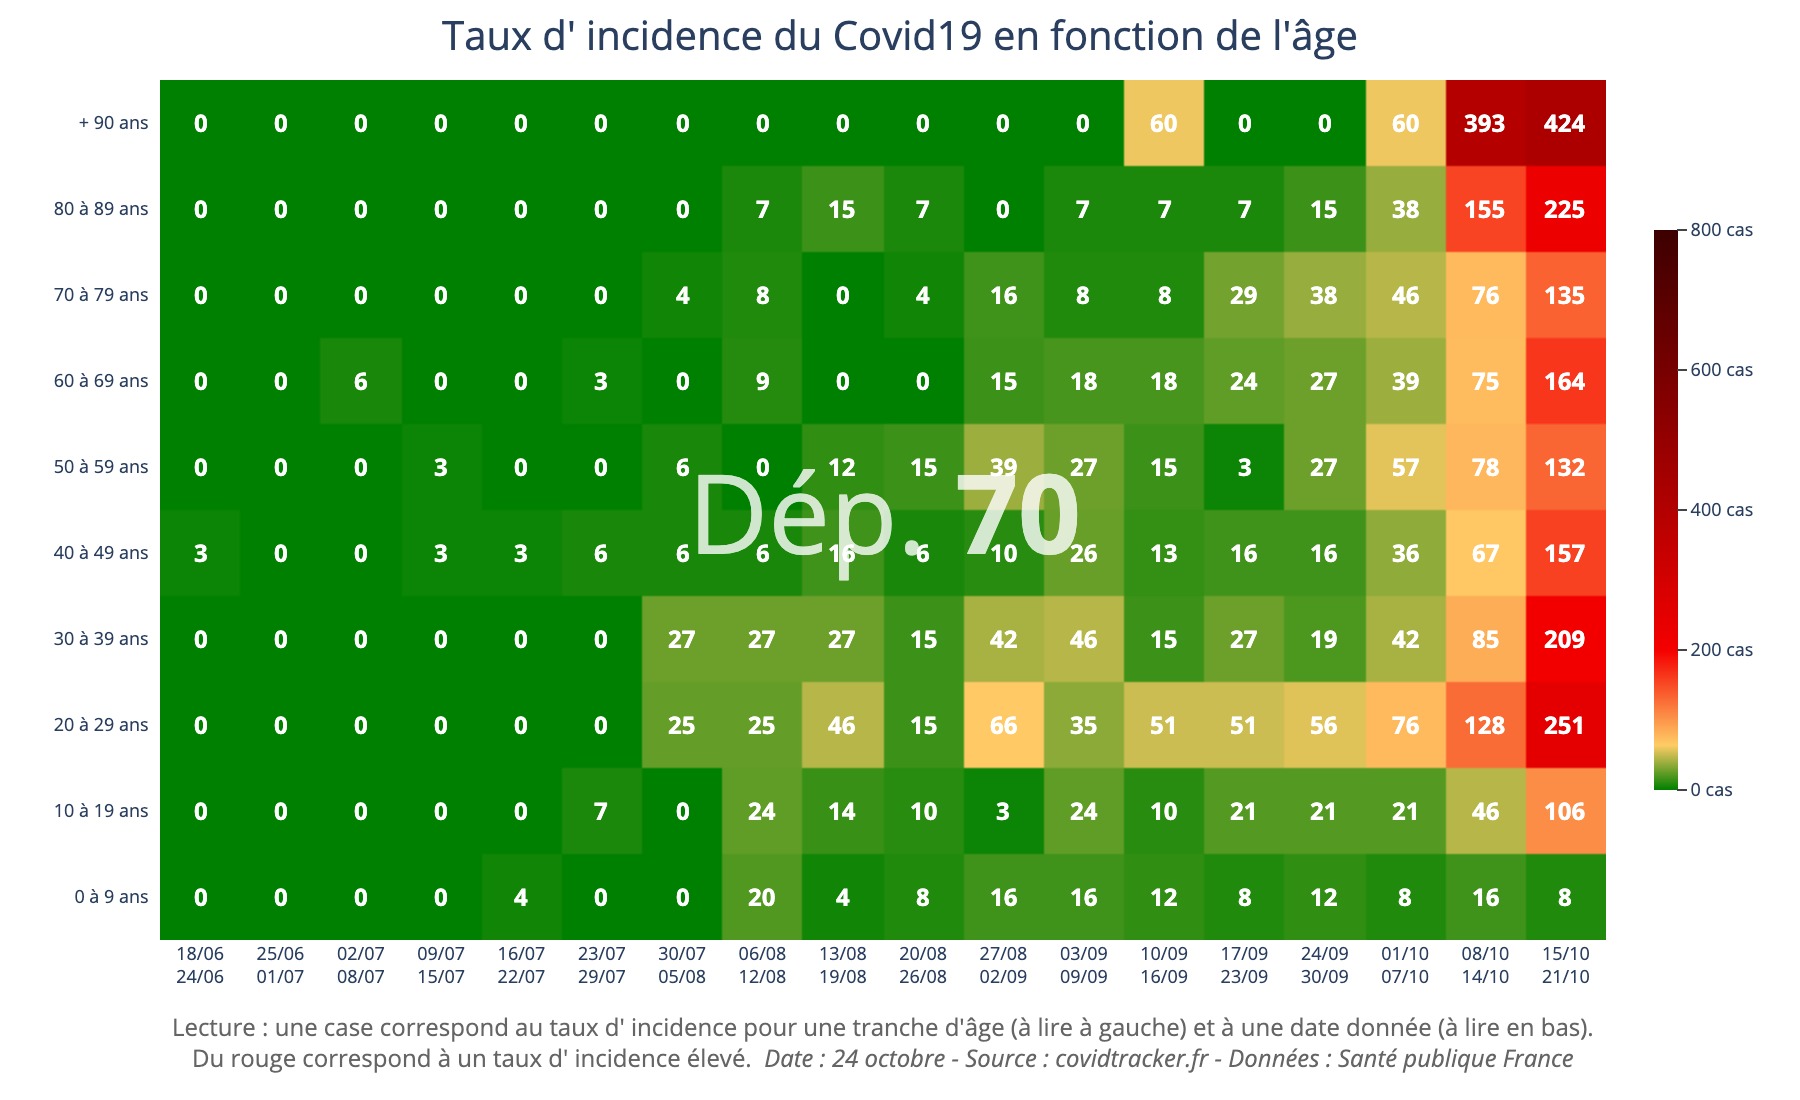 Taux d' incidence du Covid19 en fonction de l'âge
+ 90 ans 0 0 0 0 0 0 0 0 0 0 0 0 60 0 0 60 393 424
80 à 89 ans 0 0 0 0 0 0 0 7 15 7 0 7 7 7 15 38 155 225
70 à 79 ans 0 0 0 0 0 0 4 8 0 4 16 8 8 29 38 46 76 135
60 à 69 ans 0 0 6 0 0 3 0 9 0 0 15 18 18 24 27 39 75 164
50 à 59 ans 0 0 0 3 0 0 6 0 12 15 39 27 15 3 27 57 78 132
Dép. 70
40 à 49 ans 3 0 0 3 3 6 6 6 16 6 10 26 13 16 16 36 67 157
30 à 39 ans 0 0 0 0 0 0 27 27 27 15 42 46 15 27 19 42 85 209
20 à 29 ans 0 0 0 0 0 0 25 25 46 15 66 35 51 51 56 76 128 251
10 à 19 ans 0 0 0 0 0 7 0 24 14 10 3 24 10 21 21 21 46 106
0 à 9 ans 0 0 0 0 4 0 0 20 4 8 16 16 12 8 12 8 16 8
18/06 25/06 02/07 09/07 16/07 23/07 30/07 06/08 13/08 20/08 27/08 03/09 10/09 17/09 24/09 01/10 08/10 15/10
24/06 01/07 08/07 15/07 22/07 29/07 05/08 12/08 19/08 26/08 02/09 09/09 16/09 23/09 30/09 07/10 14/10 21/10
800 cas
600 cas
400 cas
200 cas
0 cas
Lecture : une case correspond au taux d' incidence pour une tranche d'âge (à lire à gauche) et à une date donnée (à lire en bas).
Du rouge correspond à un taux d' incidence élevé. Date : 24 octobre - Source : covidtracker.fr - Données : Santé publique France